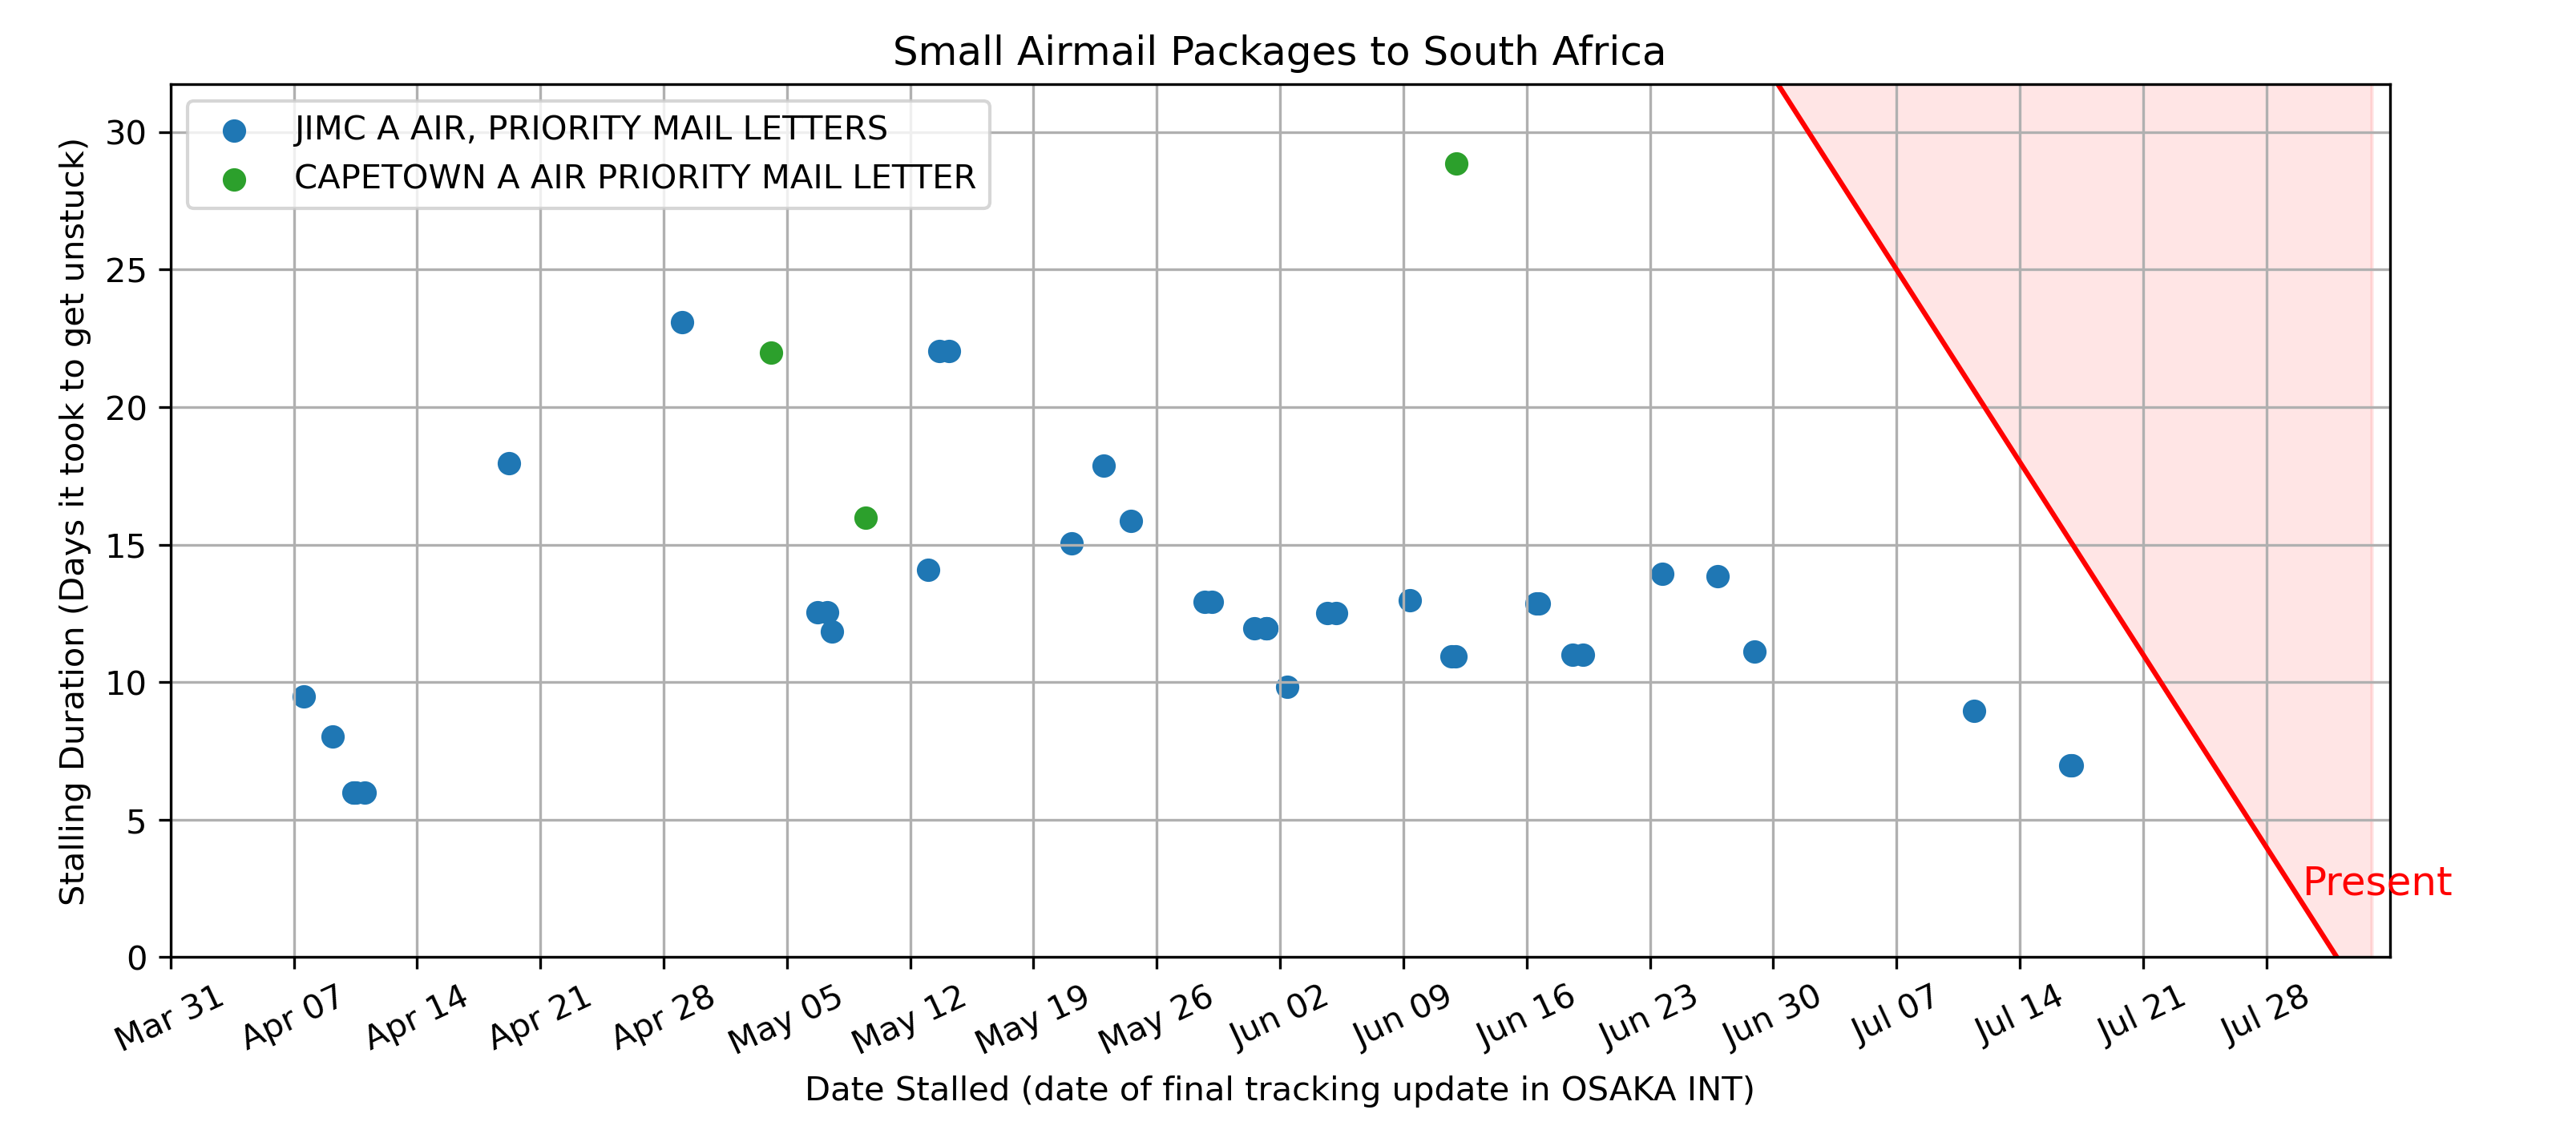 Small Airmail Packages to South Africa
JIMC A AIR, PRIORITY MAIL LETTERS
CAPETOWN A AIR PRIORITY MAIL LETTER
Stalling Duration (Days it took to get unstuck)
30
25
20
15
10
5
0
Present
Mar 31
Apr 07
Apr 14
Apr 21
Apr 28
May 05
May 12
May 19
May 26
Jun 02
Jun 09
Jun 16
Jun 23
Jun 30
Jul 07
Jul 14
Jul 21
Jul 28
Date Stalled (date of final tracking update in OSAKA INT)